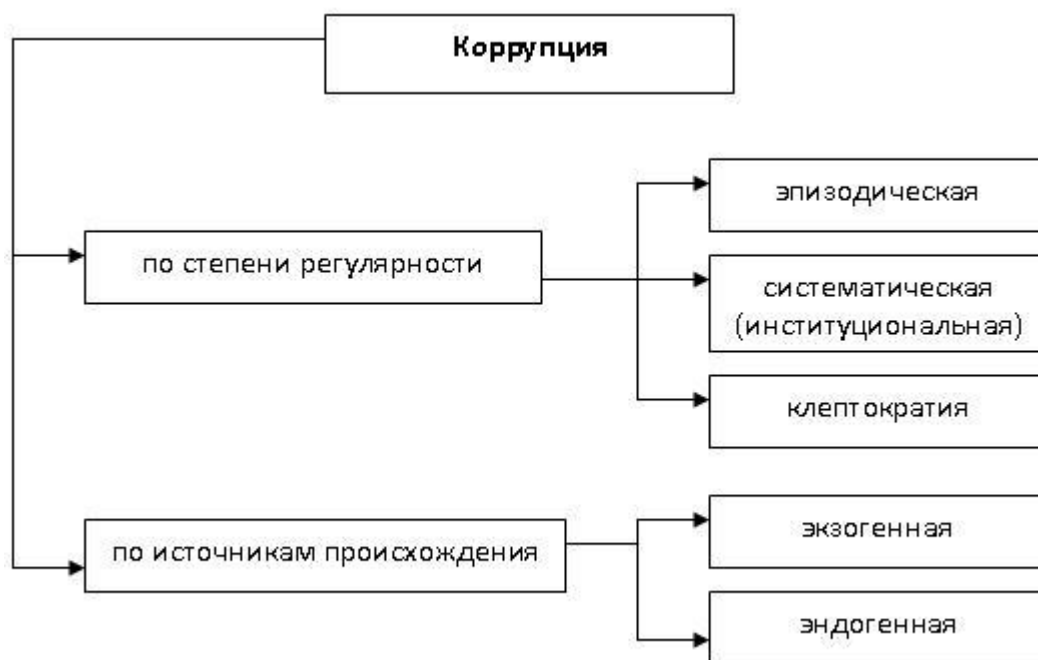 Коррупция
по степени регулярности
эпизодическая
систематическая
(институциональная)
клептократия
по источникам происхождения
экзогенная
эндогенная